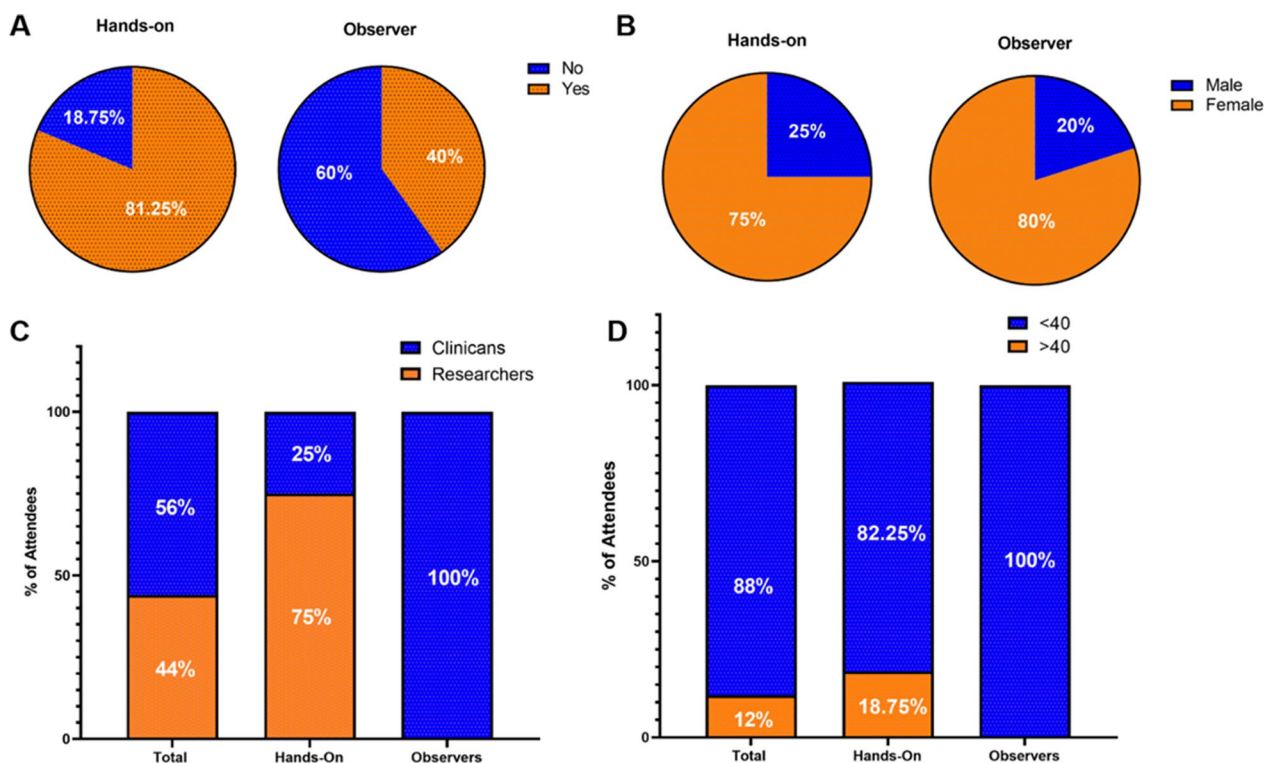 A
Hands-on
Observer
No
Yes
18.75%
81.25%
60%
40%
B
Hands-on
Observer
Male
Female
25%
75%
20%
80%
C
Clinicans
Researchers
% of Attendees
100
50
0
56%
44%
25%
75%
100%
Total
Hands-On
Observers
D
<40
>40
% of Attendees
100
50
0
88%
12%
82.25%
18.75%
100%
Total
Hands-On
Observers